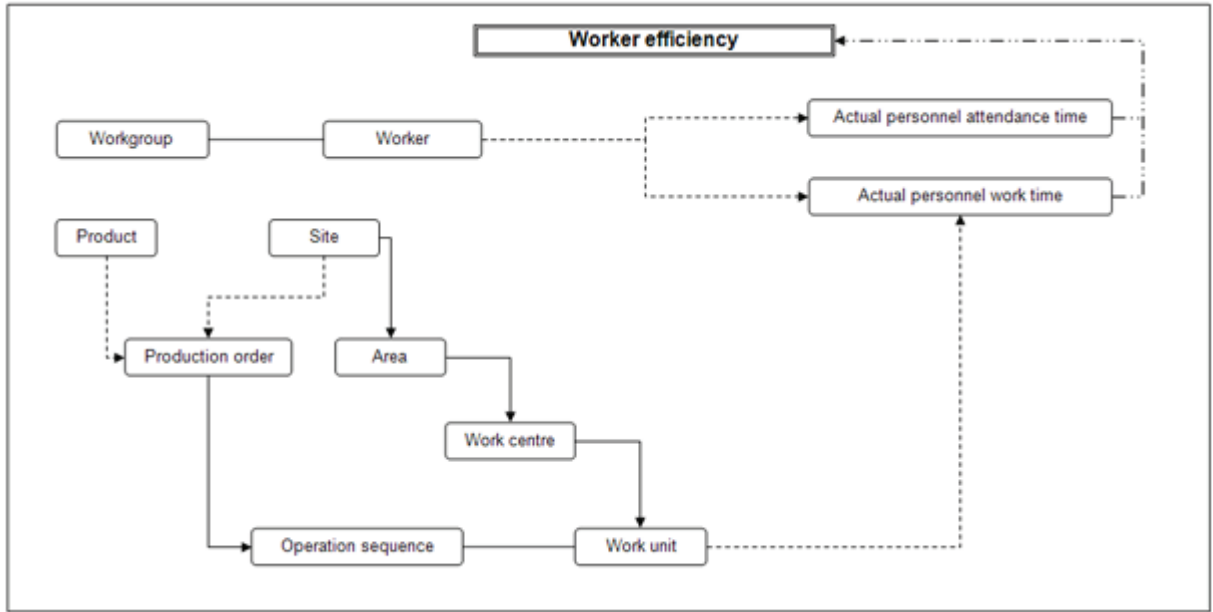 Worker efficiency
Actual personnel attendance time
Workgroup
Worker
Actual personnel work time
Product
Site
Production order
Area
Work centre
Operation sequence
Work unit